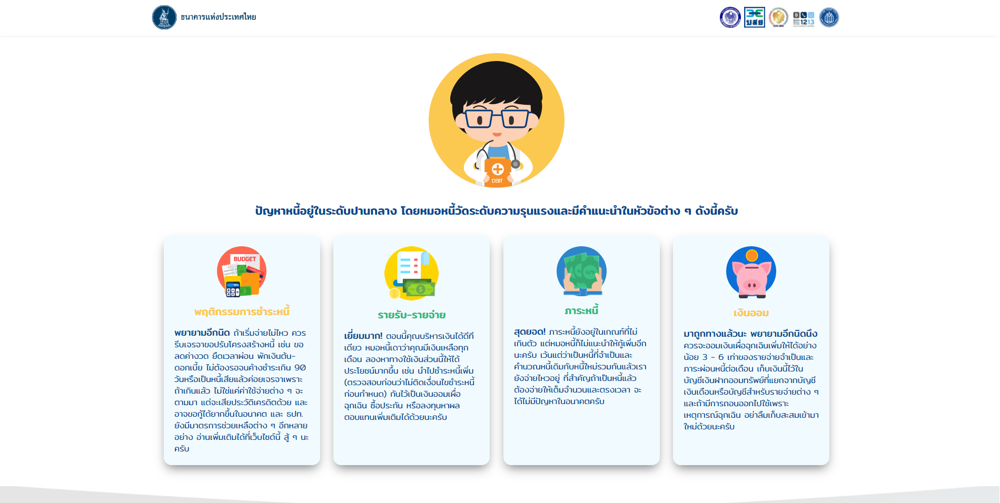 ธนาคารแห่งประเทศไทย
บสย
1213
DEBT
ปัญหาหนี้อยู่ในระดับปานกลาง โดยหมอหนี้วัดระดับความรุนแรงและมีคำแนะนำในหัวข้อต่าง ๆ ดังนี้ครับ
BUDGET
พฤติกรรมการชำระหนี้
พยายามอีกนิด ถ้าเริ่มจ่ายไม่ไหว ควร
รีบเจรจาขอปรับโครงสร้างหนี้ เช่น ขอ
ลดค่างวด ยืดเวลาผ่อน พักเงินต้น-
ดอกเบี้ย ไม่ต้องรอจนค้างชำระเกิน 90
วันหรือเป็นหนี้เสียแล้วค่อยเจรจาเพราะ
ถ้าเกินแล้ว ไม่ใช่แค่ค่าใช้จ่ายต่าง ๆ จะ
ตามมา แต่จะเสียประวัติเครดิตด้วย และ
อาจขอกู้ได้ยากขึ้นในอนาคต และ ธปท.
ยังมีมาตรการช่วยเหลือต่าง ๆ อีกหลาย
อย่าง อ่านเพิ่มเติมได้ที่เว็บไซต์นี้ สู้ ๆ นะ
ครับ
รายรับ-รายจ่าย
เยี่ยมมาก! ตอนนี้คุณบริหารเงินได้ดีที
เดียว หมอหนี้เดาว่าคุณมีเงินเหลือทุก
เดือน ลองหาทางใช้เงินส่วนนี้ให้ได้
ประโยชน์มากขึ้น เช่น นำไปชำระหนี้เพิ่ม
(ตรวจสอบก่อนว่าไม่ติดเงื่อนไขชำระหนี้
ก่อนกำหนด) กันไว้เป็นเงินออมเผื่อ
ฉุกเฉิน ซื้อประกัน หรือลงทุนหาผล
ตอบแทนเพิ่มเติมได้ด้วยนะครับ
ภาระหนี้
สุดยอด! ภาระหนี้ยังอยู่ในเกณฑ์ที่ไม่
เกินตัว แต่หมอหนี้ก็ไม่แนะนำให้กู้เพิ่มอีก
นะครับ เว้นแต่ว่าเป็นหนี้ที่จำเป็นและ
คำนวณหนี้เดิมกับหนี้ใหม่รวมกันแล้วเรา
ยังจ่ายไหวอยู่ ที่สำคัญถ้าเป็นหนี้แล้ว
ต้องจ่ายให้เต็มจำนวนและตรงเวลา จะ
ได้ไม่มีปัญหาในอนาคตครับ
เงินออม
มาถูกทางแล้วนะ พยายามอีกนิดนึง
ควรจะออมเงินเผื่อฉุกเฉินเพิ่มให้ได้อย่าง
น้อย 3 - 6 เท่าของรายจ่ายจำเป็นและ
ภาระผ่อนหนี้ต่อเดือน เก็บเงินนี้ไว้ใน
บัญชีเงินฝากออมทรัพย์ที่แยกจากบัญชี
เงินเดือนหรือบัญชีสำหรับรายจ่ายต่าง ๆ
และถ้ามีการถอนออกไปใช้เพราะ
เหตุการณ์ฉุกเฉิน อย่าลืมเก็บสะสมเข้ามา
ใหม่ด้วยนะครับ